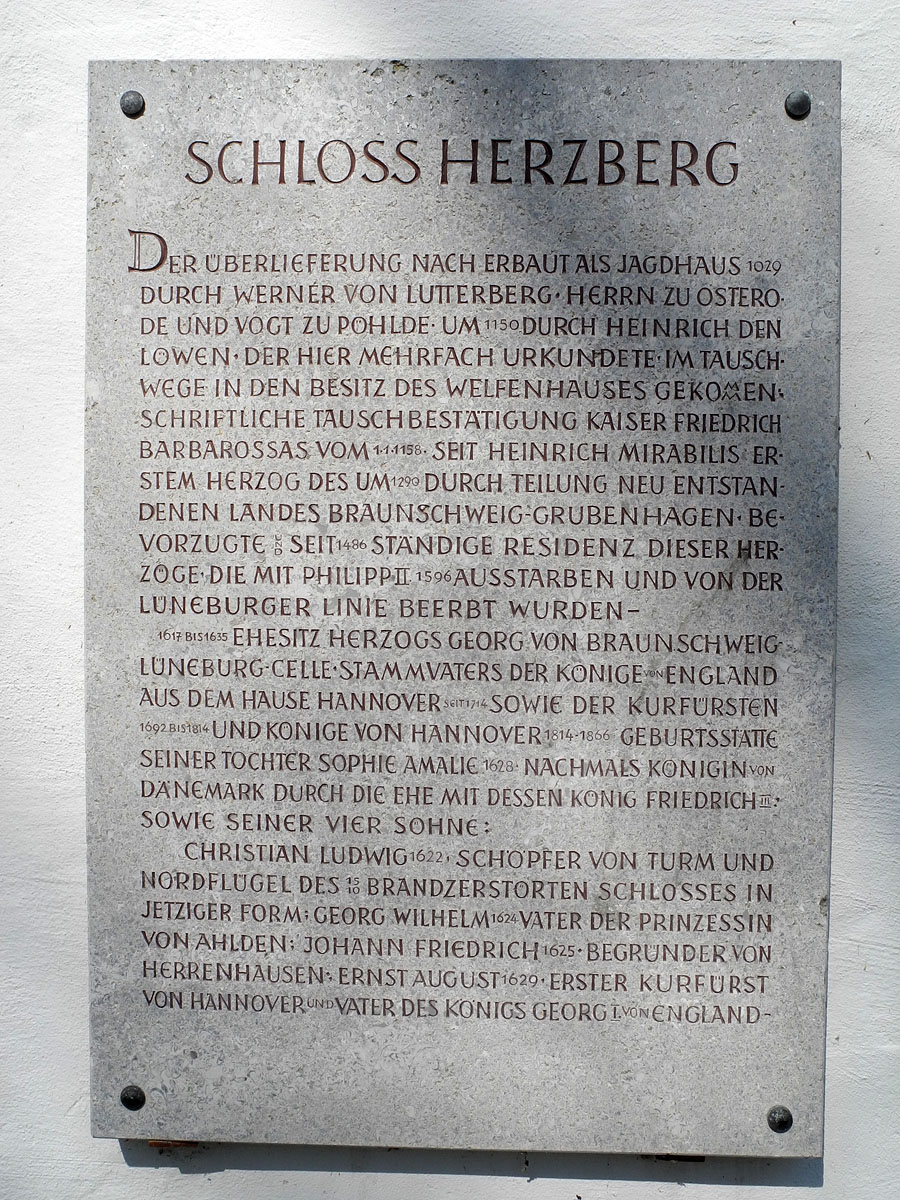 SCHLOSS HERZBERG
DER ÜBERLIEFERUNG NACH ERBAUT ALS JAGDHAUS 1029
DURCH WERNER VON LUTTERBERG · HERRN ZU OSTERO-
DE UND VOGT ZU PÖHLDE · UM 1150 DURCH HEINRICH DEN
LÖWEN · DER HIER MEHRFACH URKUNDETE · IM TAUSCH-
WEGE IN DEN BESITZ DES WELFENHAUSES GEKOMMEN;
SCHRIFTLICHE TAUSCHBESTÄTIGUNG KAISER FRIEDRICH
BARBAROSSAS VOM 1·1·1158 · SEIT HEINRICH MIRABILIS ER-
STEM HERZOG DES UM 1290 DURCH TEILUNG NEU ENTSTAN-
DENEN LANDES BRAUNSCHWEIG-GRUBENHAGEN · BE-
VORZUGTE UND SEIT 1486 STÄNDIGE RESIDENZ DIESER HER-
ZÖGE · DIE MIT PHILIPP II 1596 AUSSTARBEN UND VON DER
LÜNEBURGER LINIE BEERBT WURDEN –
1617 BIS 1635 EHESITZ HERZOGS GEORG VON BRAUNSCHWEIG-
LÜNEBURG-CELLE · STAMMVATERS DER KÖNIGE VON ENGLAND
AUS DEM HAUSE HANNOVER SEIT 1714 SOWIE DER KURFÜRSTEN
1692 BIS 1814 UND KÖNIGE VON HANNOVER 1814-1866 GEBURTSSTÄTTE
SEINER TOCHTER SOPHIE AMALIE 1628 · NACHMALS KÖNIGIN VON
DÄNEMARK DURCH DIE EHE MIT DESSEN KÖNIG FRIEDRICH III;
SOWIE SEINER VIER SÖHNE:
CHRISTIAN LUDWIG 1622, SCHÖPFER VON TURM UND
NORDFLÜGEL DES 1510 BRANDZERSTÖRTEN SCHLOSSES IN
JETZIGER FORM; GEORG WILHELM 1624 VATER DER PRINZESSIN
VON AHLDEN; JOHANN FRIEDRICH 1625 · BEGRÜNDER VON
HERRENHAUSEN; ERNST AUGUST 1629 · ERSTER KURFÜRST
VON HANNOVER UND VATER DES KÖNIGS GEORG I. VON ENGLAND –